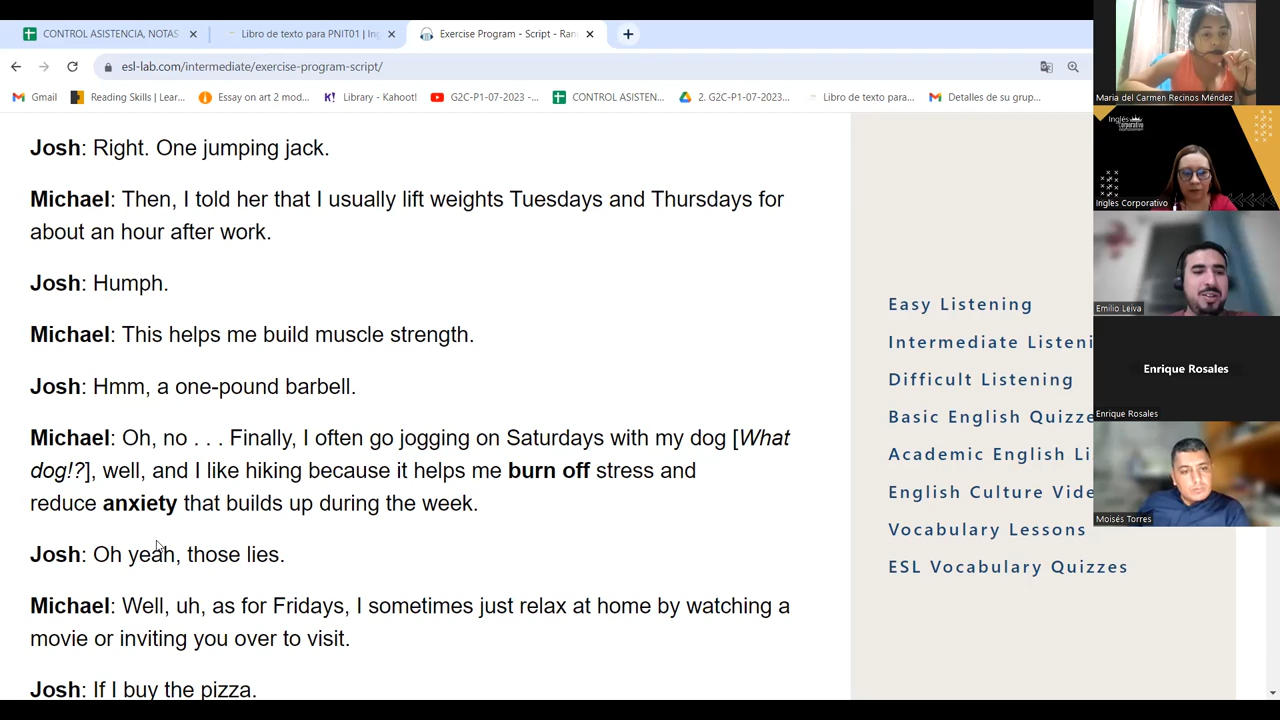 CONTROL ASISTENCIA, NOTAS
Libro de texto para PNIT01 | Ing
Exercise Program - Script - Ran
esl-lab.com/intermediate/exercise-program-script/
Gmail
Reading Skills | Lear...
Essay on art 2 mod...
Library - Kahoot!
G2C-P1-07-2023 -...
CONTROL ASISTEN...
2. G2C-P1-07-2023...
Libro de texto para...
Detalles de su grup...
Josh: Right. One jumping jack.
Michael: Then, I told her that I usually lift weights Tuesdays and Thursdays for
about an hour after work.
Josh: Humph.
Michael: This helps me build muscle strength.
Josh: Hmm, a one-pound barbell.
Michael: Oh, no . . . Finally, I often go jogging on Saturdays with my dog [What
dog!?], well, and I like hiking because it helps me burn off stress and
reduce anxiety that builds up during the week.
Josh: Oh yeah, those lies.
Michael: Well, uh, as for Fridays, I sometimes just relax at home by watching a
movie or inviting you over to visit.
Josh: If I buy the pizza.
Easy Listening
Intermediate Listeni
Difficult Listening
Basic English Quizze
Academic English Li
English Culture Vide
Vocabulary Lessons
ESL Vocabulary Quizzes
Maria del Carmen Recinos Méndez
Inglés
Corporativo
Ingles Corporativo
Emilio Leiva
Enrique Rosales
Enrique Rosales
Moisés Torres